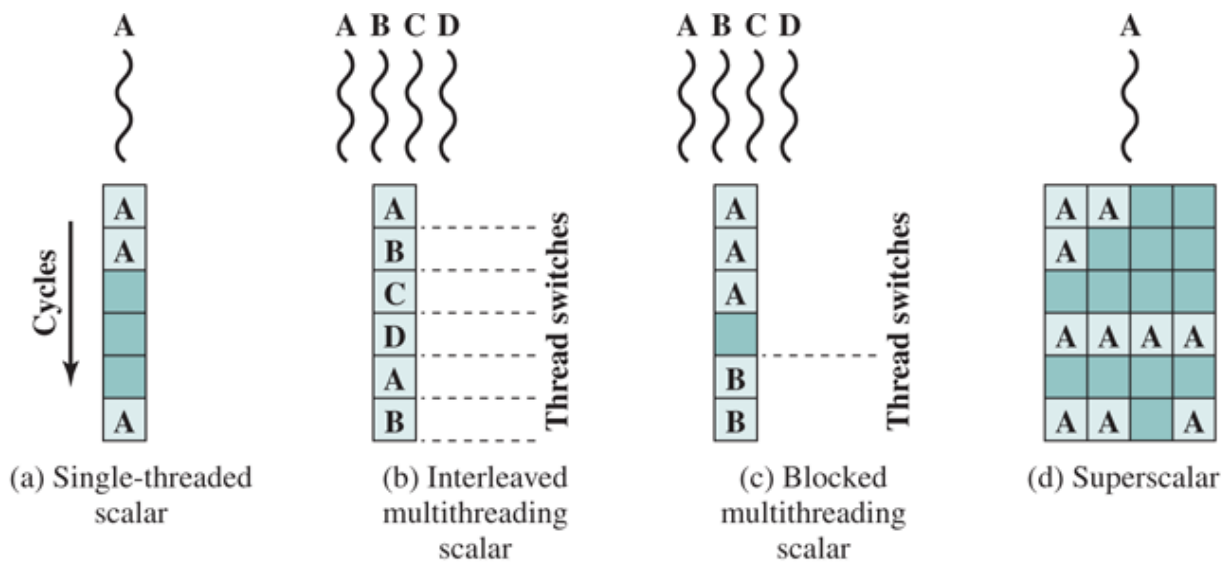 A
A B C D
A B C D
A
Cycles
A
A
A
A
B
C
D
A
B
Thread switches
A
A
A
B
B
Thread switches
A A
A
A A A A
A A A
(a) Single-threaded
scalar
(b) Interleaved
multithreading
scalar
(c) Blocked
multithreading
scalar
(d) Superscalar